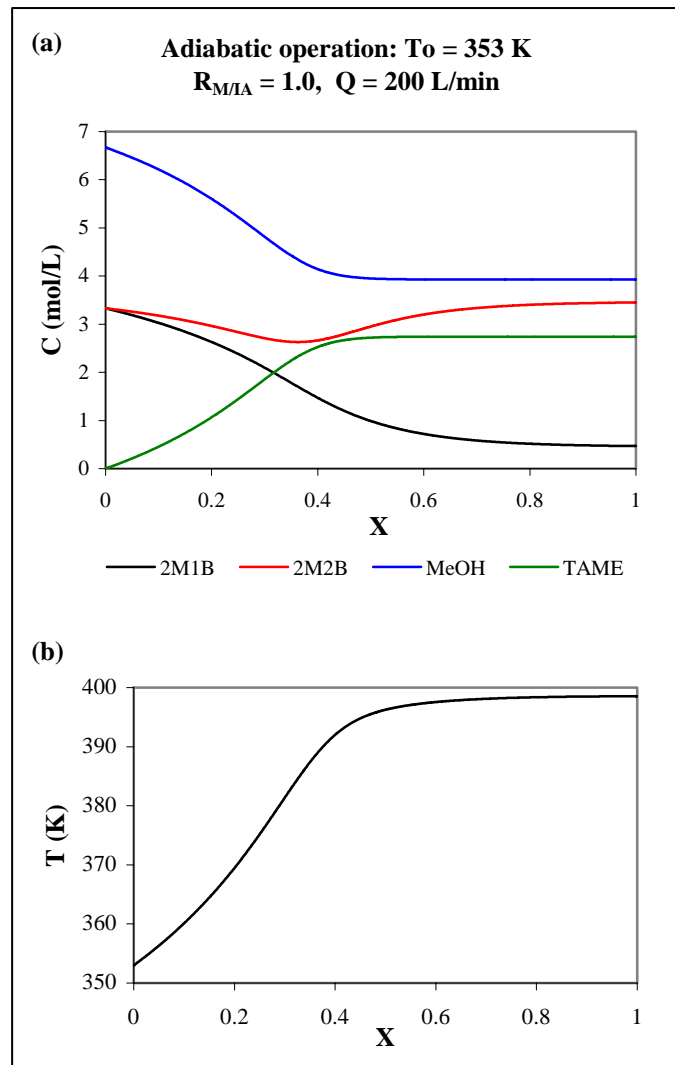 (a)
Adiabatic operation: To = 353 K
R_M/IA = 1.0, Q = 200 L/min
7
6
5
4
3
2
1
0
C (mol/L)
0 0.2 0.4 0.6 0.8 1
X
2M1B 2M2B MeOH TAME
(b)
400
390
380
370
360
350
T (K)
0 0.2 0.4 0.6 0.8 1
X